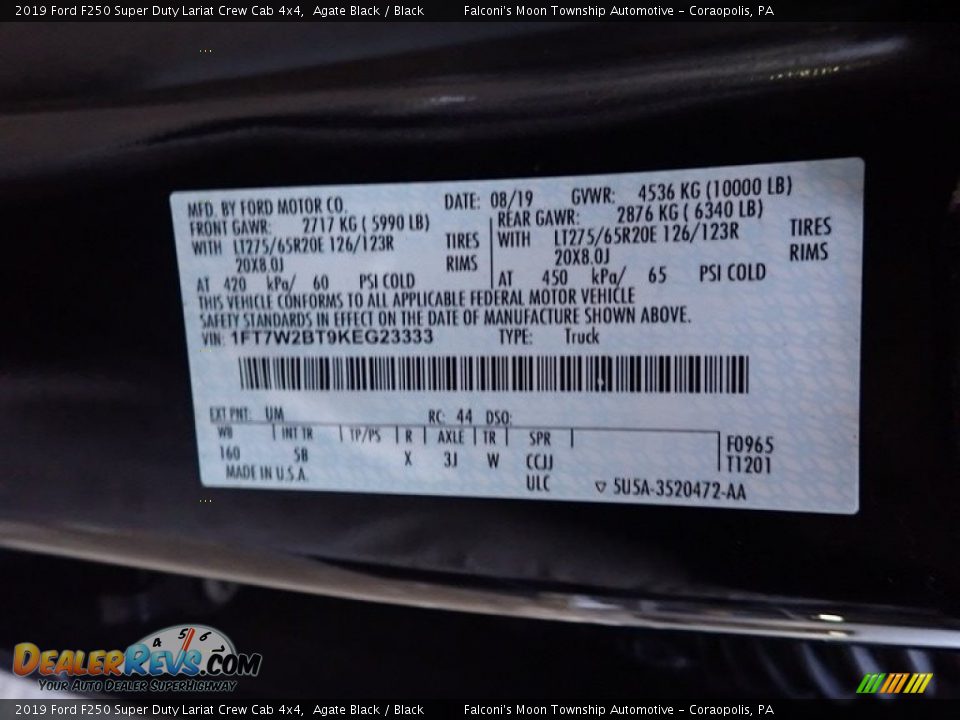 2019 Ford F250 Super Duty Lariat Crew Cab 4x4, Agate Black / Black Falconi's Moon Township Automotive - Coraopolis, PA
MFD. BY FORD MOTOR CO. DATE: 08/19 GVWR: 4536 KG (10000 LB)
FRONT GAWR: 2717 KG ( 5990 LB) REAR GAWR: 2876 KG ( 6340 LB)
WITH LT275/65R20E 126/123R TIRES WITH LT275/65R20E 126/123R TIRES
20X8.0J RIMS 20X8.0J RIMS
AT 420 kPa/ 60 PSI COLD AT 450 kPa/ 65 PSI COLD
THIS VEHICLE CONFORMS TO ALL APPLICABLE FEDERAL MOTOR VEHICLE
SAFETY STANDARDS IN EFFECT ON THE DATE OF MANUFACTURE SHOWN ABOVE.
VIN: 1FT7W2BT9KEG23333 TYPE: Truck
EXT PNT: UM RC: 44 DSO:
WB INT TR TP/PS R AXLE TR SPR F0965
160 5B X 3J W CCJJ T1201
MADE IN U.S.A. ULC ▽ 5U5A-3520472-AA
4 5 6
DEALERREVS.COM
Your Auto Dealer SuperHighway
2019 Ford F250 Super Duty Lariat Crew Cab 4x4, Agate Black / Black Falconi's Moon Township Automotive - Coraopolis, PA